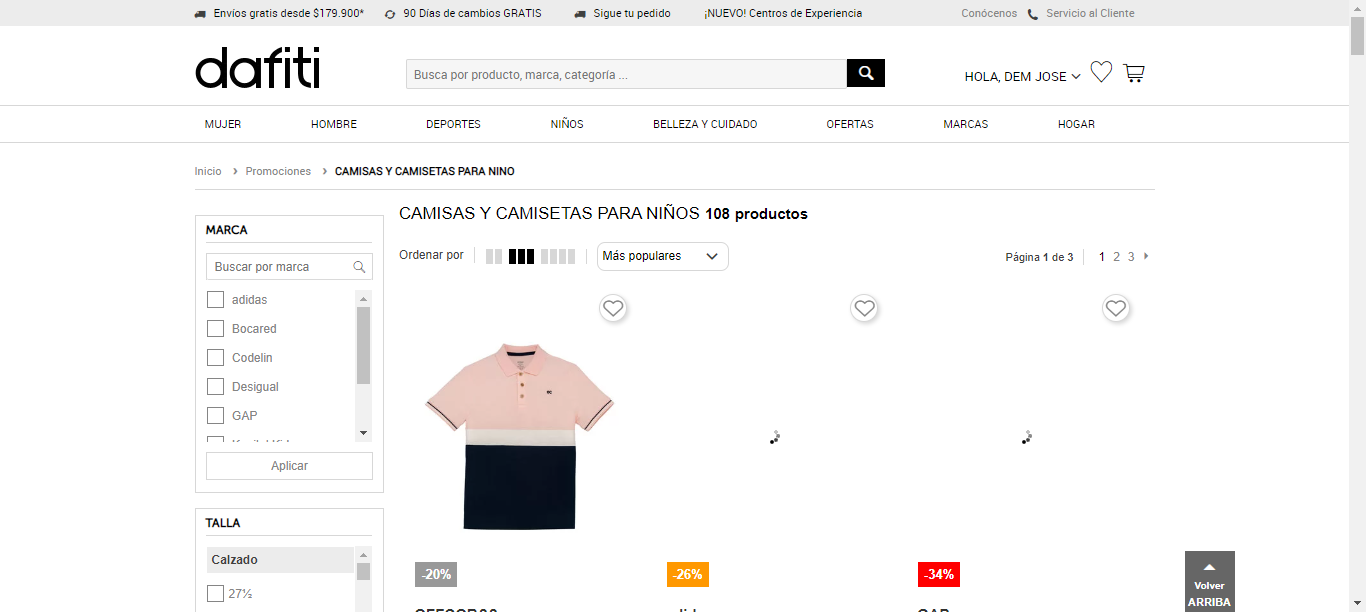 Envíos gratis desde $179.900* 90 Días de cambios GRATIS Sigue tu pedido ¡NUEVO! Centros de Experiencia Conócenos Servicio al Cliente
dafiti
Busca por producto, marca, categoría ...
HOLA, DEM JOSE
MUJER HOMBRE DEPORTES NIÑOS BELLEZA Y CUIDADO OFERTAS MARCAS HOGAR
Inicio Promociones CAMISAS Y CAMISETAS PARA NINO
MARCA
Buscar por marca
adidas
Bocared
Codelin
Desigual
GAP
Aplicar
TALLA
Calzado
27½
CAMISAS Y CAMISETAS PARA NIÑOS 108 productos
Ordenar por
Más populares
Página 1 de 3 1 2 3
-20%
-26%
-34%
Volver
ARRIBA